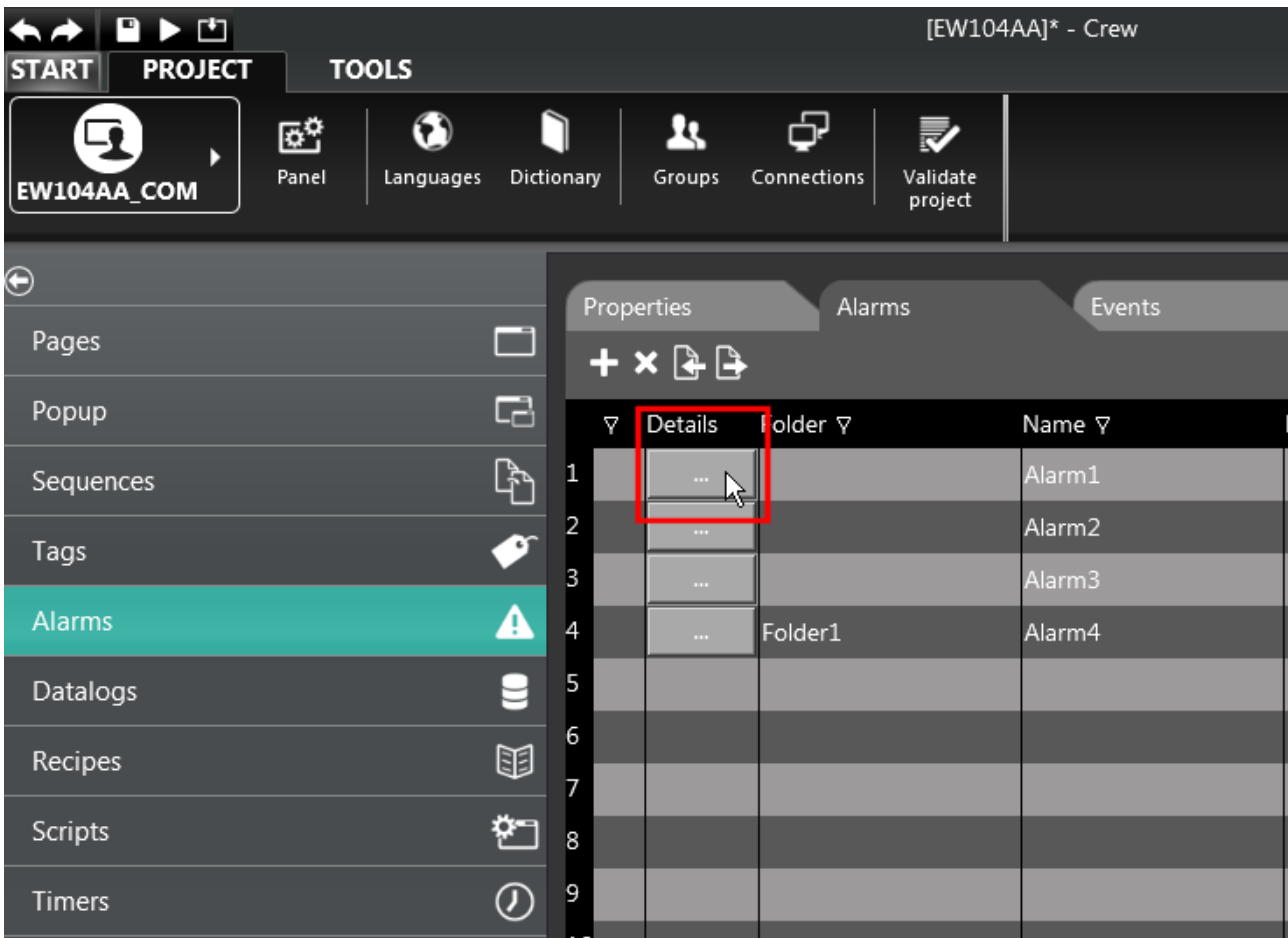 [EW104AA]* - Crew
START PROJECT TOOLS
EW104AA_COM
Panel
Languages
Dictionary
Groups
Connections
Validate
project
Pages
Popup
Sequences
Tags
Alarms
Datalogs
Recipes
Scripts
Timers
Properties Alarms Events
Details Folder Name
1 ... Alarm1
2 ... Alarm2
3 ... Alarm3
4 ... Folder1 Alarm4
5
6
7
8
9